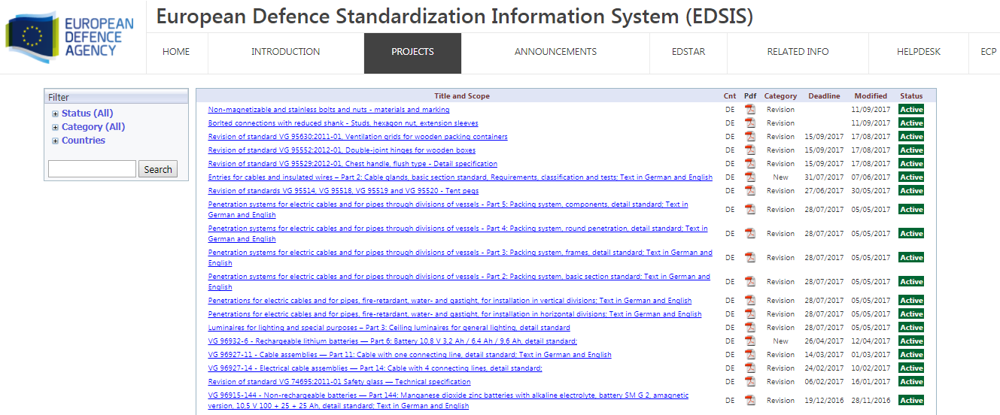 EUROPEAN
DEFENCE
AGENCY
European Defence Standardization Information System (EDSIS)
HOME INTRODUCTION PROJECTS ANNOUNCEMENTS EDSTAR RELATED INFO HELPDESK ECP
Filter
Status (All)
Category (All)
Countries
Search
Title and Scope Cnt Pdf Category Deadline Modified Status
Non-magnetizable and stainless bolts and nuts - materials and marking DE Revision 11/09/2017 Active
Borlted connections with reduced shank - Studs, hexagon nut, extension sleeves DE Revision 11/09/2017 Active
Revision of standard VG 95630:2011-01, Ventilation grids for wooden packing containers DE Revision 15/09/2017 17/08/2017 Active
Revision of standard VG 95552:2012-01, Double-joint hinges for wooden boxes DE Revision 15/09/2017 17/08/2017 Active
Revision of standard VG 95529:2012-01, Chest handle, flush type - Detail specification DE Revision 15/09/2017 17/08/2017 Active
Entries for cables and insulated wires – Part 2: Cable glands, basic section standard, Requirements, classification and tests; Text in German and English DE New 31/07/2017 07/06/2017 Active
Revision of standards VG 95514, VG 95518, VG 95519 and VG 95520 - Tent pegs DE Revision 27/06/2017 30/05/2017 Active
Penetration systems for electric cables and for pipes through divisions of vessels - Part 5: Packing system, components, detail standard; Text in
German and English DE Revision 28/07/2017 05/05/2017 Active
Penetration systems for electric cables and for pipes through divisions of vessels - Part 4: Packing system, round penetration, detail standard; Text in
German and English DE Revision 28/07/2017 05/05/2017 Active
Penetration systems for electric cables and for pipes through divisions of vessels - Part 3: Packing system, frames, detail standard; Text in German and
English DE Revision 28/07/2017 05/05/2017 Active
Penetration systems for electric cables and for pipes through divisions of vessels - Part 2: Packing system, basic section standard; Text in German and
English DE Revision 28/07/2017 05/05/2017 Active
Penetrations for electric cables and for pipes, fire-retardant, water- and gastight, for installation in vertical divisions; Text in German and English DE Revision 28/07/2017 05/05/2017 Active
Penetrations for electric cables and for pipes, fire-retardant, water- and gastight, for installation in horizontal divisions; Text in German and English DE Revision 28/07/2017 05/05/2017 Active
Luminaires for lighting and special purposes – Part 3: Ceiling luminaires for general lighting, detail standard DE Revision 28/07/2017 05/05/2017 Active
VG 96932-6 - Rechargeable lithium batteries — Part 6: Battery 10,8 V 3,2 Ah / 6,4 Ah / 9,6 Ah, detail standard; DE New 26/04/2017 12/04/2017 Active
VG 96927-11 - Cable assemblies — Part 11: Cable with one connecting line, detail standard; Text in German and English DE Revision 14/03/2017 01/03/2017 Active
VG 96927-14 - Electrical cable assemblies — Part 14: Cable with 4 connecting lines, detail standard; DE Revision 24/02/2017 10/02/2017 Active
Revision of standard VG 74695:2011-01 Safety glass — Technical specification DE Revision 06/02/2017 16/01/2017 Active
VG 96915-144 - Non-rechargeable batteries — Part 144: Manganese dioxide zinc batteries with alkaline electrolyte, battery SM G 2, amagnetic
version, 10,5 V 100 + 25 + 25 Ah, detail standard; Text in German and English DE Revision 19/12/2016 28/11/2016 Active